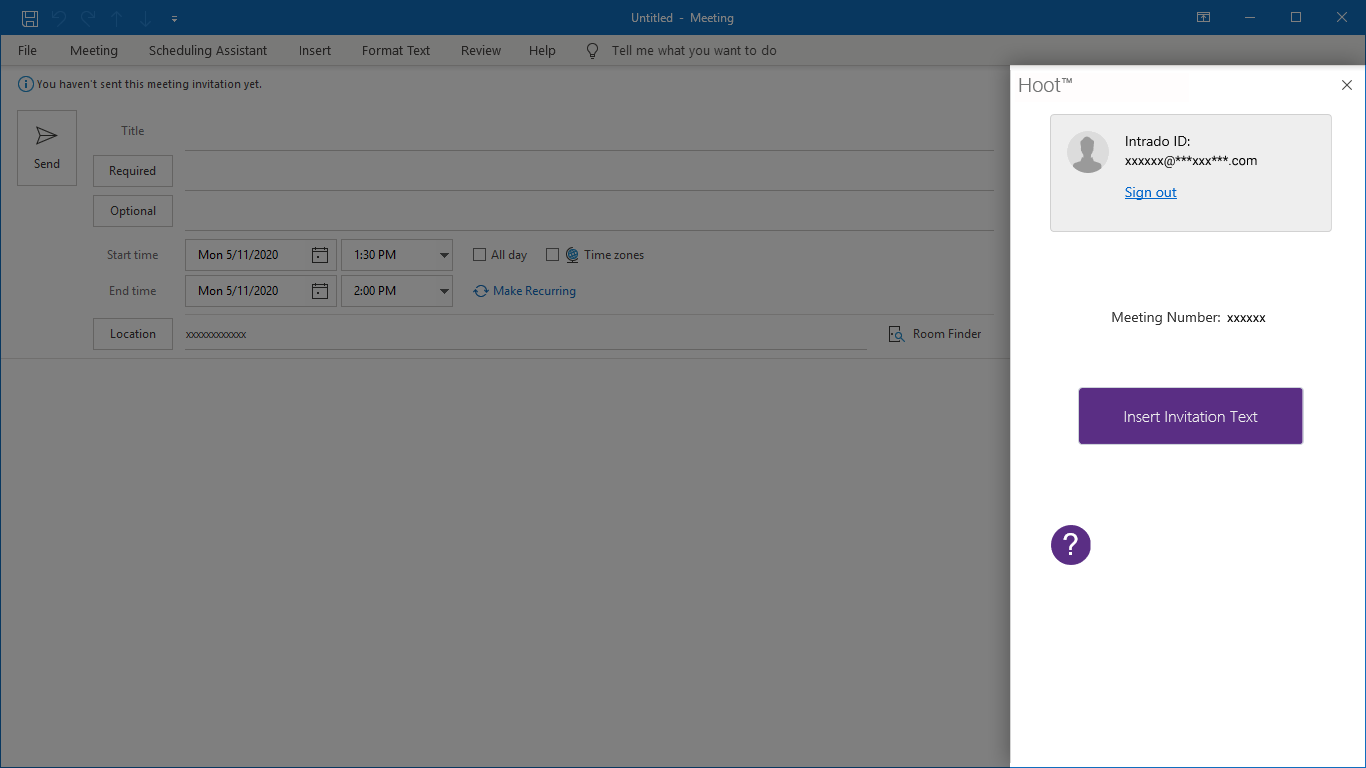 Untitled - Meeting
File Meeting Scheduling Assistant Insert Format Text Review Help Tell me what you want to do
You haven't sent this meeting invitation yet.
Send
Title
Required
Optional
Start time Mon 5/11/2020 1:30 PM All day Time zones
End time Mon 5/11/2020 2:00 PM Make Recurring
Location xxxxxxxxxxxx Room Finder
Hoot™
Intrado ID:
xxxxxx@***xxx***.com
Sign out
Meeting Number: xxxxxx
Insert Invitation Text
?